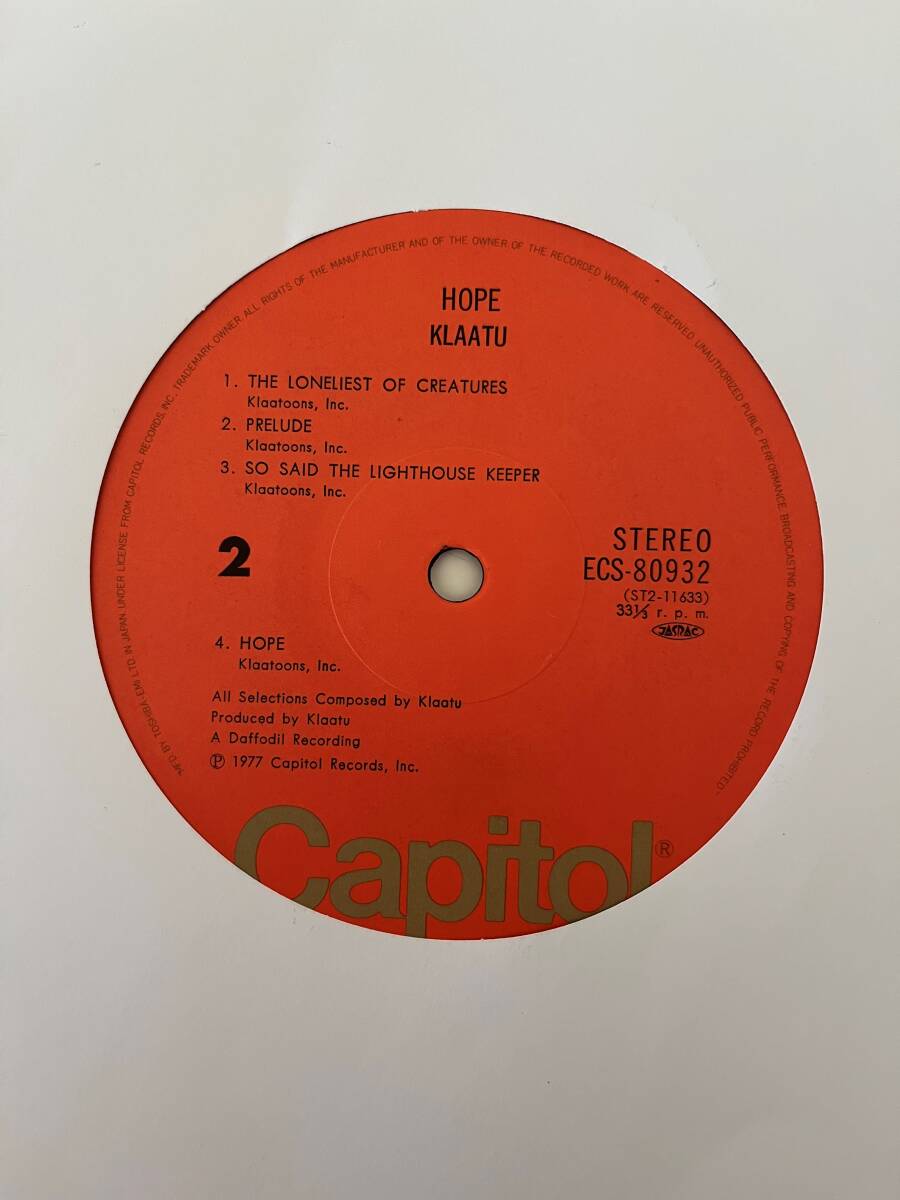 HOPE
KLAATU
1. THE LONELIEST OF CREATURES
Klaatoons, Inc.
2. PRELUDE
Klaatoons, Inc.
3. SO SAID THE LIGHTHOUSE KEEPER
Klaatoons, Inc.
2
STEREO
ECS-80932
(ST2-11633)
33⅓ r. p. m.
JASRAC
4. HOPE
Klaatoons, Inc.
All Selections Composed by Klaatu
Produced by Klaatu
A Daffodil Recording
Ⓟ 1977 Capitol Records, Inc.
Capitol®
"MFD. BY TOSHIBA-EMI LTD. IN JAPAN UNDER LICENSE FROM CAPITOL RECORDS, INC. TRADEMARK OWNER. ALL RIGHTS OF THE MANUFACTURER AND OF THE OWNER OF THE RECORDED WORK ARE RESERVED. UNAUTHORIZED PUBLIC PERFORMANCE, BROADCASTING AND COPYING OF THE RECORD PROHIBITED"